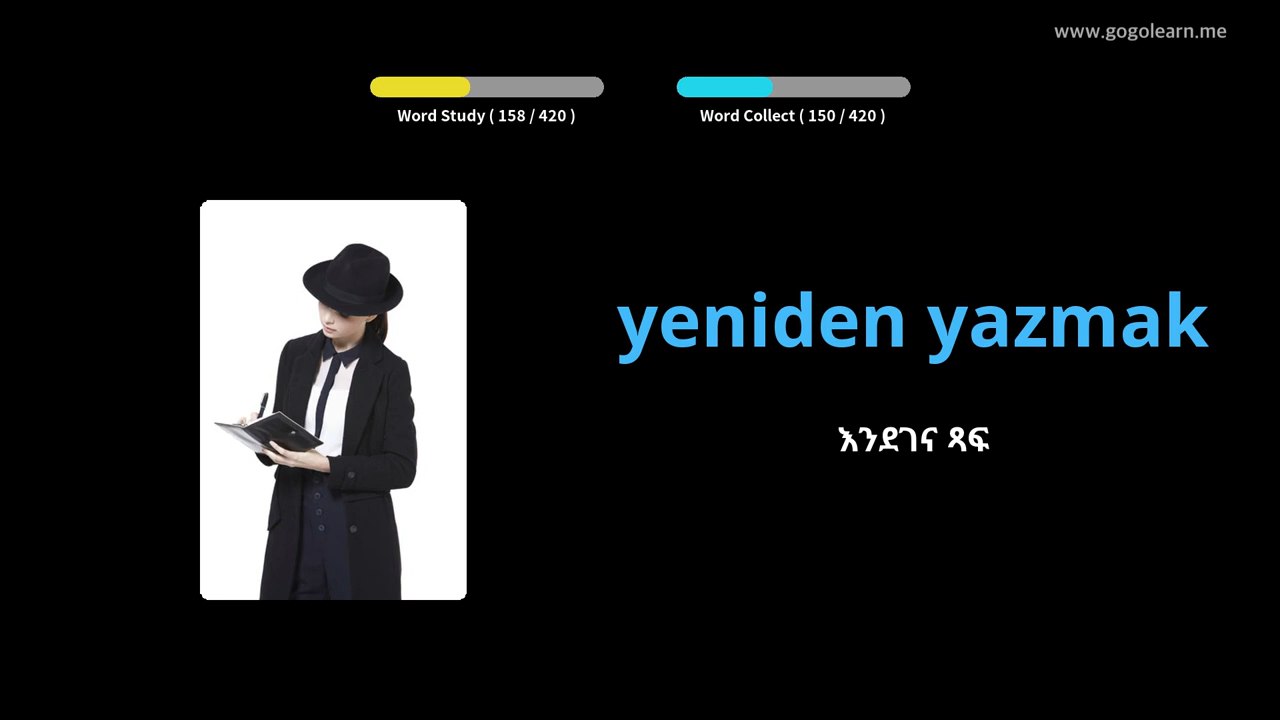 www.gogolearn.me
Word Study ( 158 / 420 )
Word Collect ( 150 / 420 )
yeniden yazmak
እንደገና ጻፍ